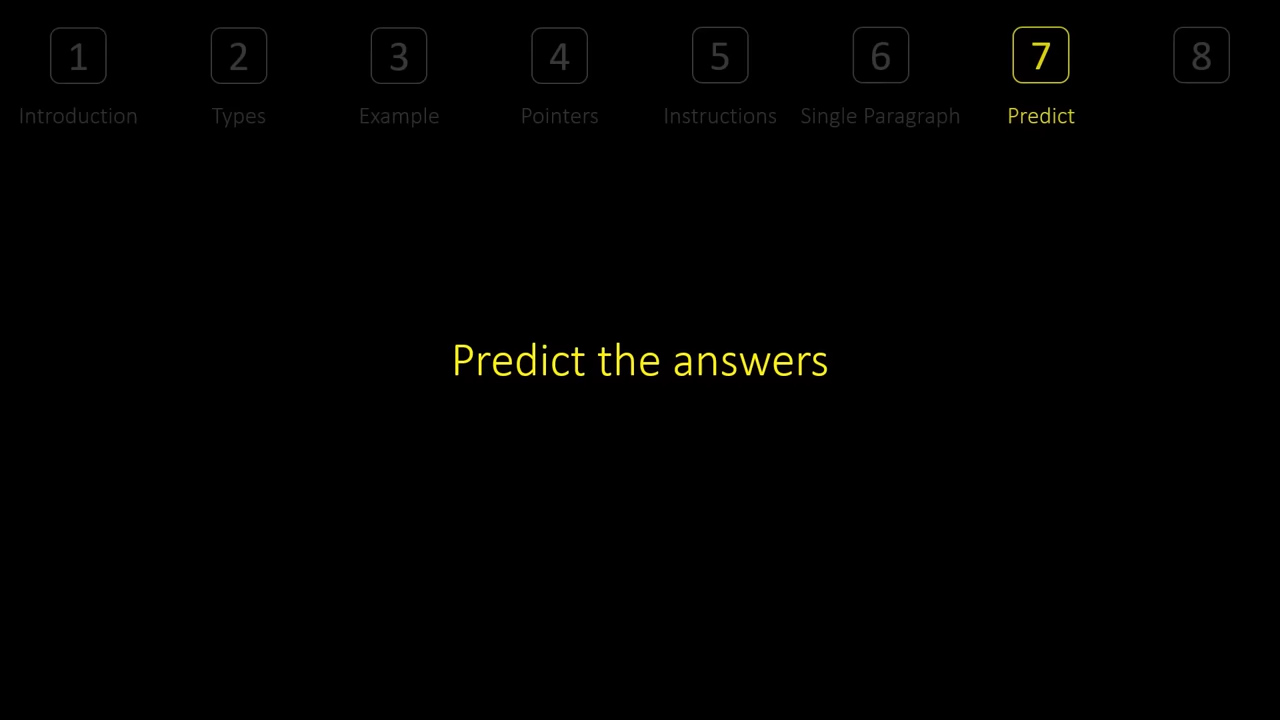 1 2 3 4 5 6 7 8
Introduction Types Example Pointers Instructions Single Paragraph Predict
Predict the answers